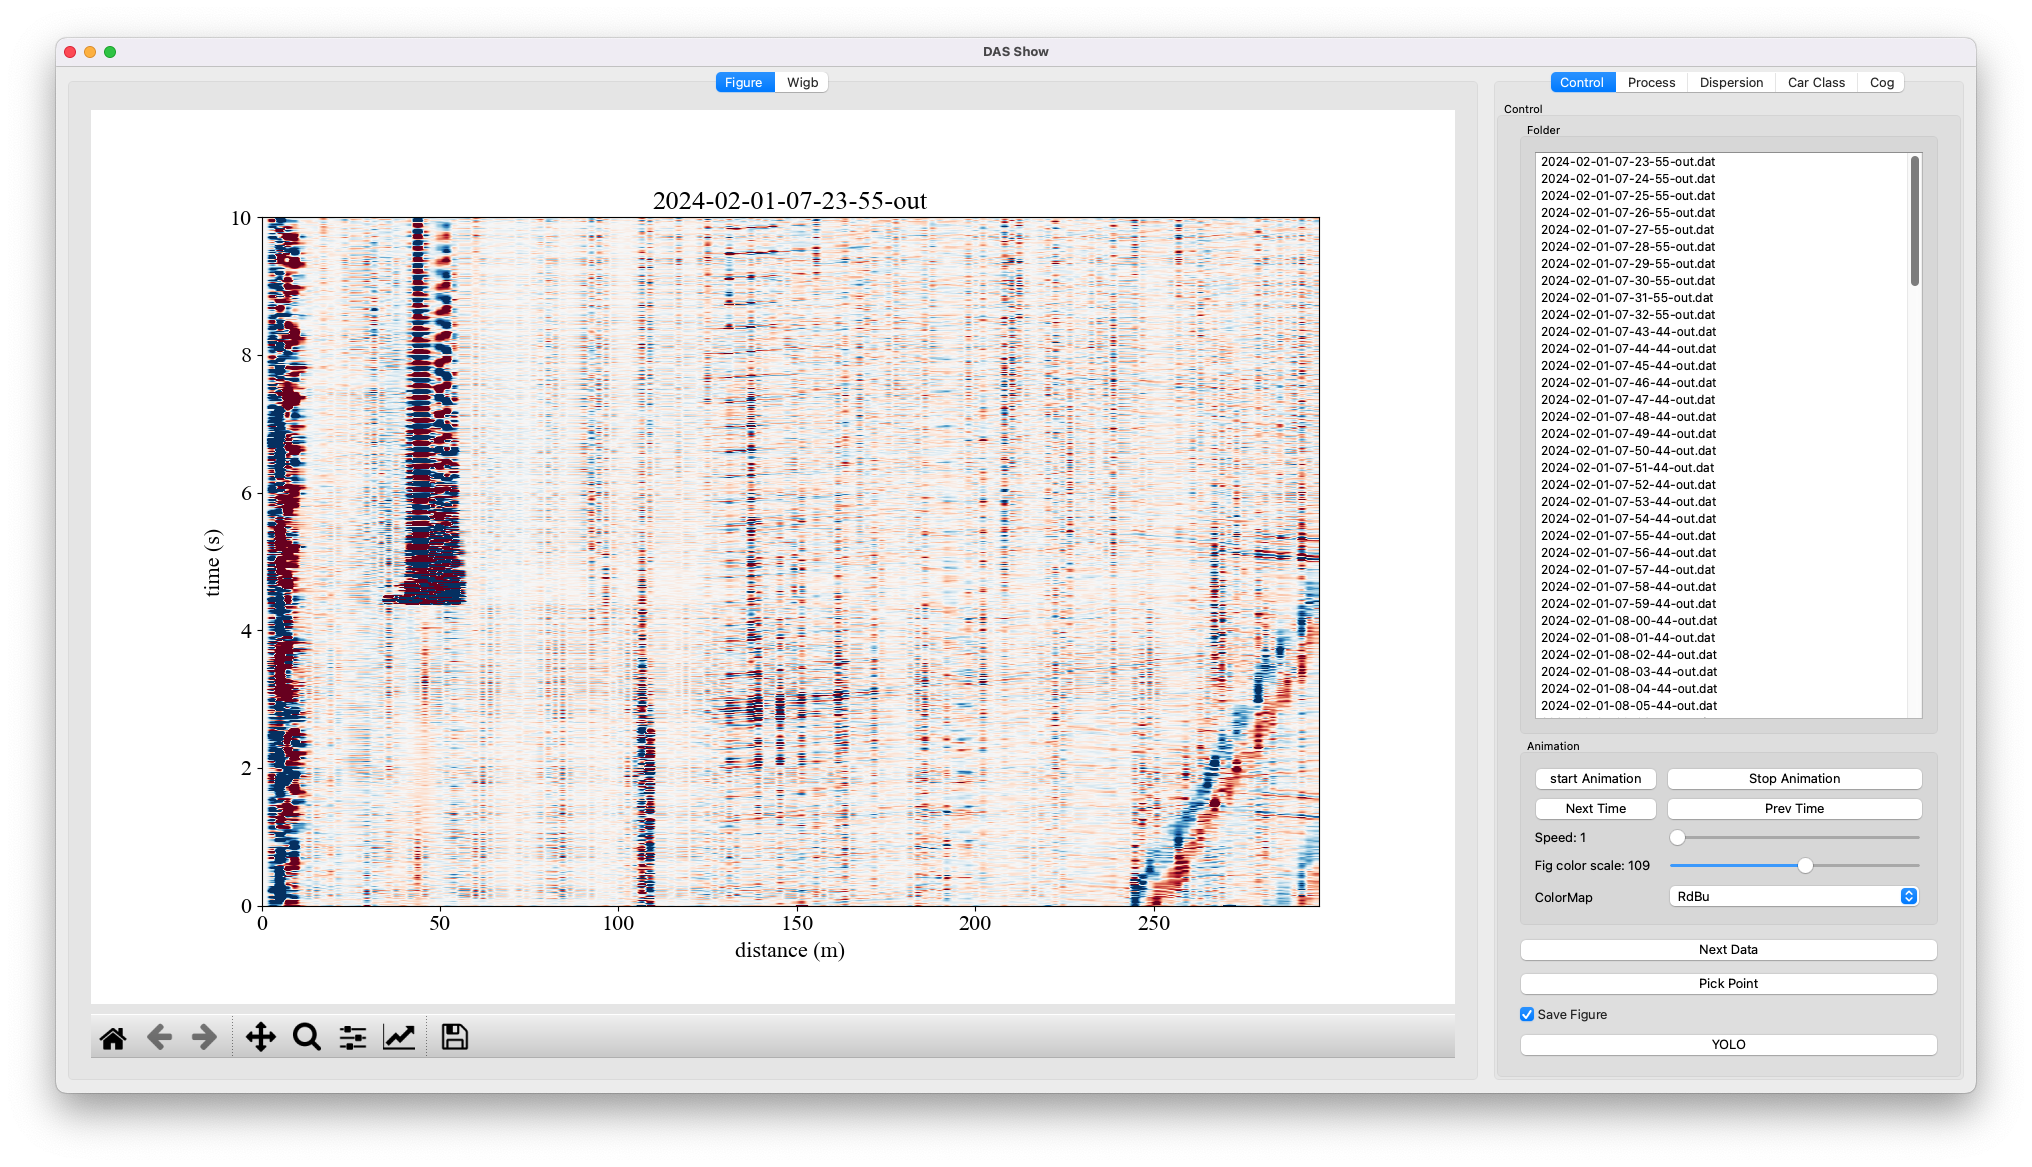 DAS Show
Figure Wigb
2024-02-01-07-23-55-out
10
8
6
4
2
0
time (s)
0 50 100 150 200 250
distance (m)
Control Process Dispersion Car Class Cog
Control
Folder
2024-02-01-07-23-55-out.dat
2024-02-01-07-24-55-out.dat
2024-02-01-07-25-55-out.dat
2024-02-01-07-26-55-out.dat
2024-02-01-07-27-55-out.dat
2024-02-01-07-28-55-out.dat
2024-02-01-07-29-55-out.dat
2024-02-01-07-30-55-out.dat
2024-02-01-07-31-55-out.dat
2024-02-01-07-32-55-out.dat
2024-02-01-07-43-44-out.dat
2024-02-01-07-44-44-out.dat
2024-02-01-07-45-44-out.dat
2024-02-01-07-46-44-out.dat
2024-02-01-07-47-44-out.dat
2024-02-01-07-48-44-out.dat
2024-02-01-07-49-44-out.dat
2024-02-01-07-50-44-out.dat
2024-02-01-07-51-44-out.dat
2024-02-01-07-52-44-out.dat
2024-02-01-07-53-44-out.dat
2024-02-01-07-54-44-out.dat
2024-02-01-07-55-44-out.dat
2024-02-01-07-56-44-out.dat
2024-02-01-07-57-44-out.dat
2024-02-01-07-58-44-out.dat
2024-02-01-07-59-44-out.dat
2024-02-01-08-00-44-out.dat
2024-02-01-08-01-44-out.dat
2024-02-01-08-02-44-out.dat
2024-02-01-08-03-44-out.dat
2024-02-01-08-04-44-out.dat
2024-02-01-08-05-44-out.dat
Animation
start Animation Stop Animation
Next Time Prev Time
Speed: 1
Fig color scale: 109
ColorMap RdBu
Next Data
Pick Point
Save Figure
YOLO